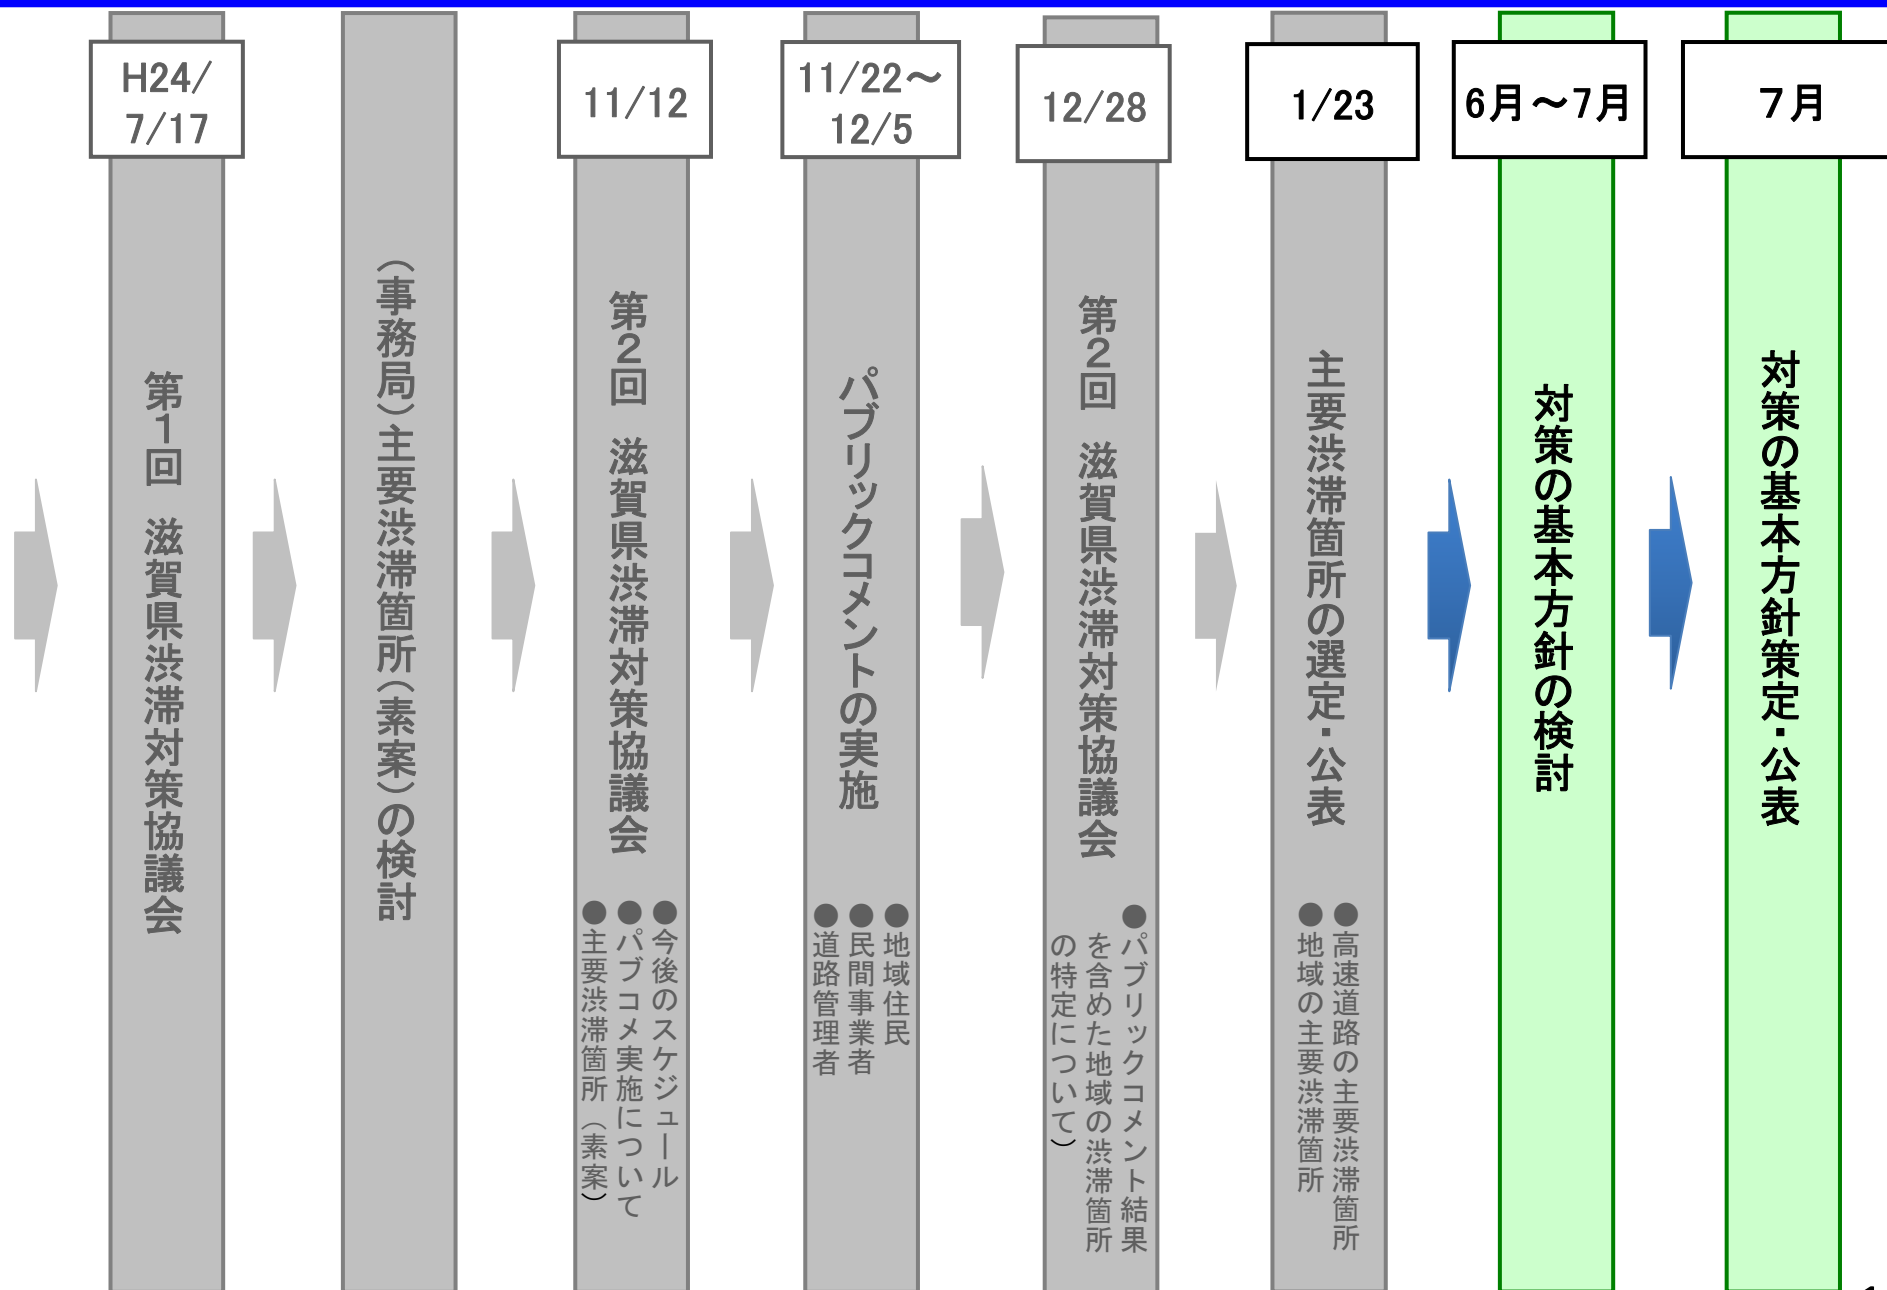 H24/
7/17
第1回　滋賀県渋滞対策協議会
（事務局）主要渋滞箇所（素案）の検討
11/12
第2回　滋賀県渋滞対策協議会
●今後のスケジュール
●パブコメ実施について
●主要渋滞箇所（素案）
11/22～
12/5
パブリックコメントの実施
●地域住民
●民間事業者
●道路管理者
12/28
第2回　滋賀県渋滞対策協議会
●パブリックコメント結果
を含めた地域の渋滞箇所
の特定について）
1/23
主要渋滞箇所の選定・公表
●高速道路の主要渋滞箇所
●地域の主要渋滞箇所
6月～7月
対策の基本方針の検討
7月
対策の基本方針策定・公表